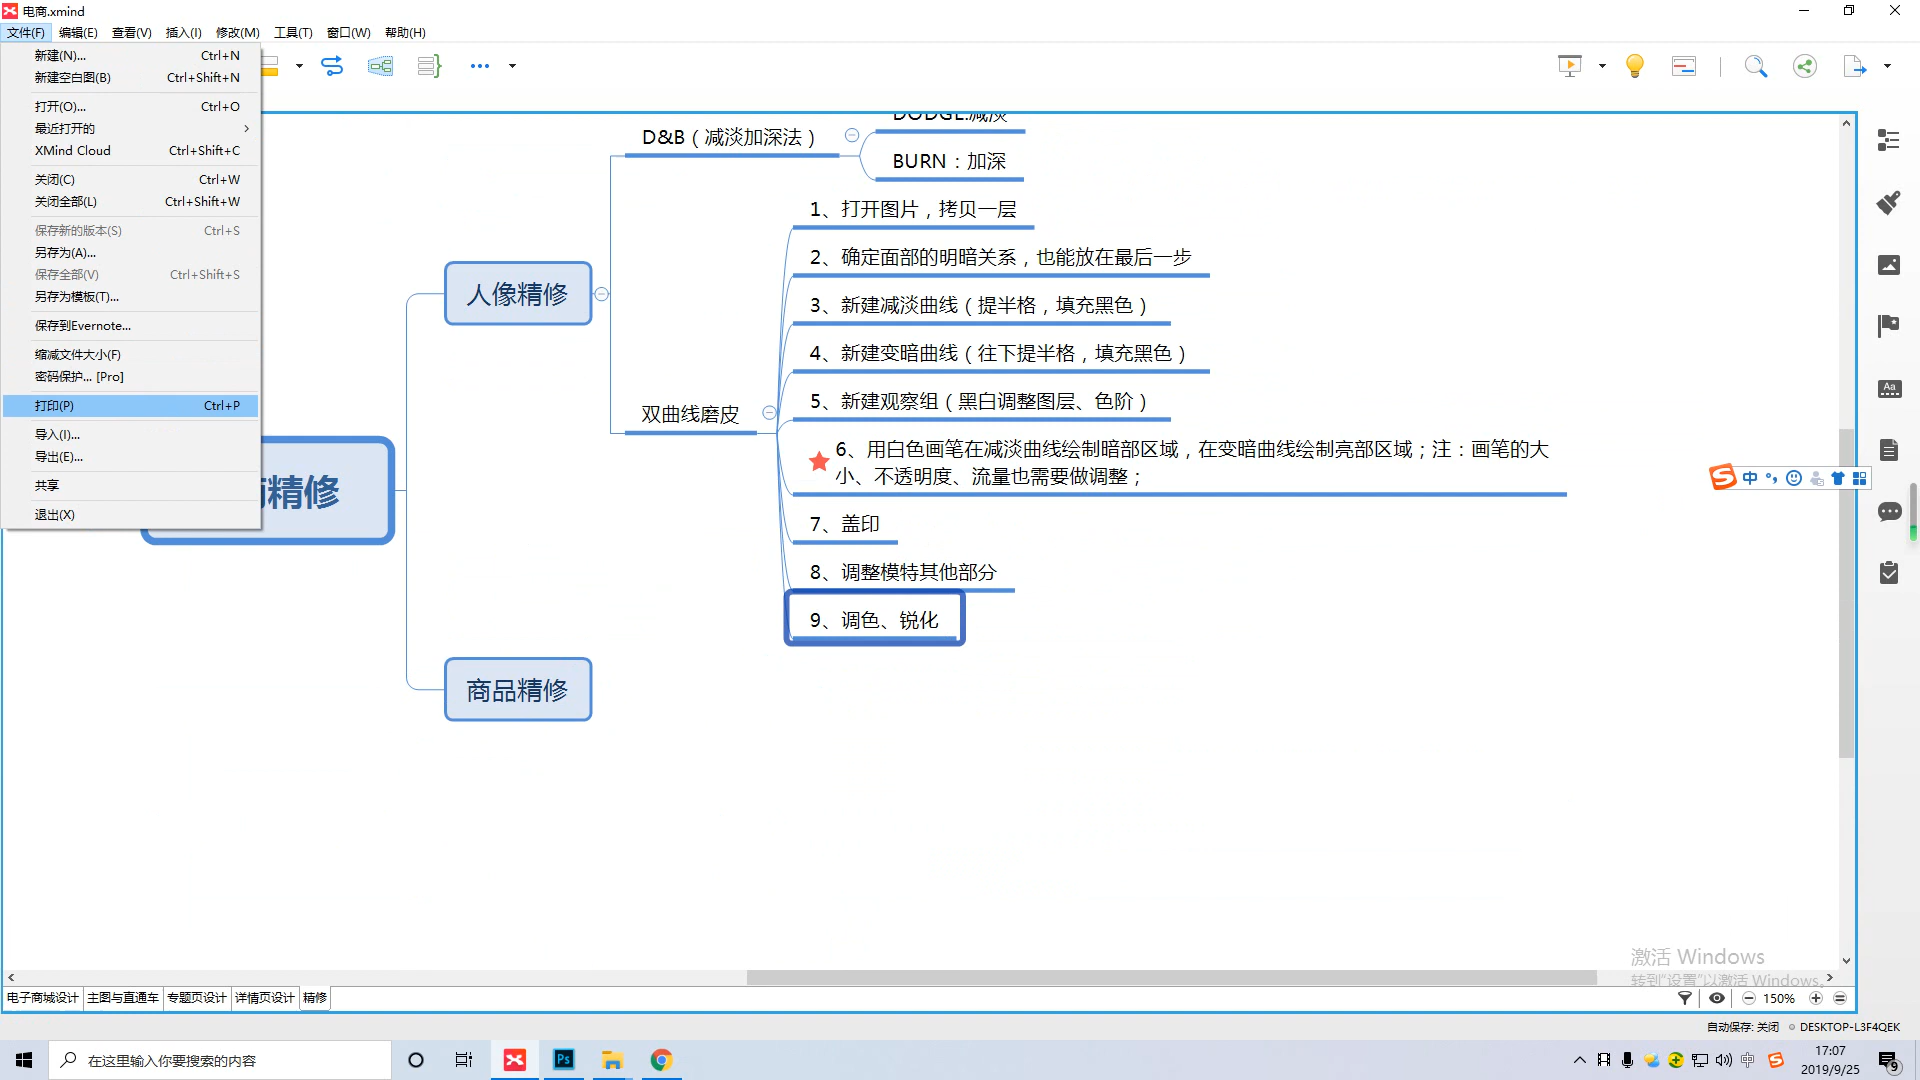 电商.xmind
文件(F) 编辑(E) 查看(V) 插入(I) 修改(M) 工具(T) 窗口(W) 帮助(H)
新建(N)... Ctrl+N
新建空白图(B) Ctrl+Shift+N
打开(O)... Ctrl+O
最近打开的
XMind Cloud Ctrl+Shift+C
关闭(C) Ctrl+W
关闭全部(L) Ctrl+Shift+W
保存新的版本(S) Ctrl+S
另存为(A)...
保存全部(V) Ctrl+Shift+S
另存为模板(T)...
保存到Evernote...
缩减文件大小(F)
密码保护... [Pro]
打印(P) Ctrl+P
导入(I)...
导出(E)...
共享
退出(X)
精修
人像精修
商品精修
D&B（减淡加深法）
DODGE:减淡
BURN：加深
双曲线磨皮
1、打开图片，拷贝一层
2、确定面部的明暗关系，也能放在最后一步
3、新建减淡曲线（提半格，填充黑色）
4、新建变暗曲线（往下提半格，填充黑色）
5、新建观察组（黑白调整图层、色阶）
6、用白色画笔在减淡曲线绘制暗部区域，在变暗曲线绘制亮部区域；注：画笔的大
小、不透明度、流量也需要做调整；
7、盖印
8、调整模特其他部分
9、调色、锐化
Aa
S 中
激活 Windows
转到"设置"以激活 Windows。
电子商城设计 主图与直通车 专题页设计 详情页设计 精修
150%
自动保存: 关闭 DESKTOP-L3F4QEK
在这里输入你要搜索的内容
Ps
中 S
17:07
2019/9/25
9